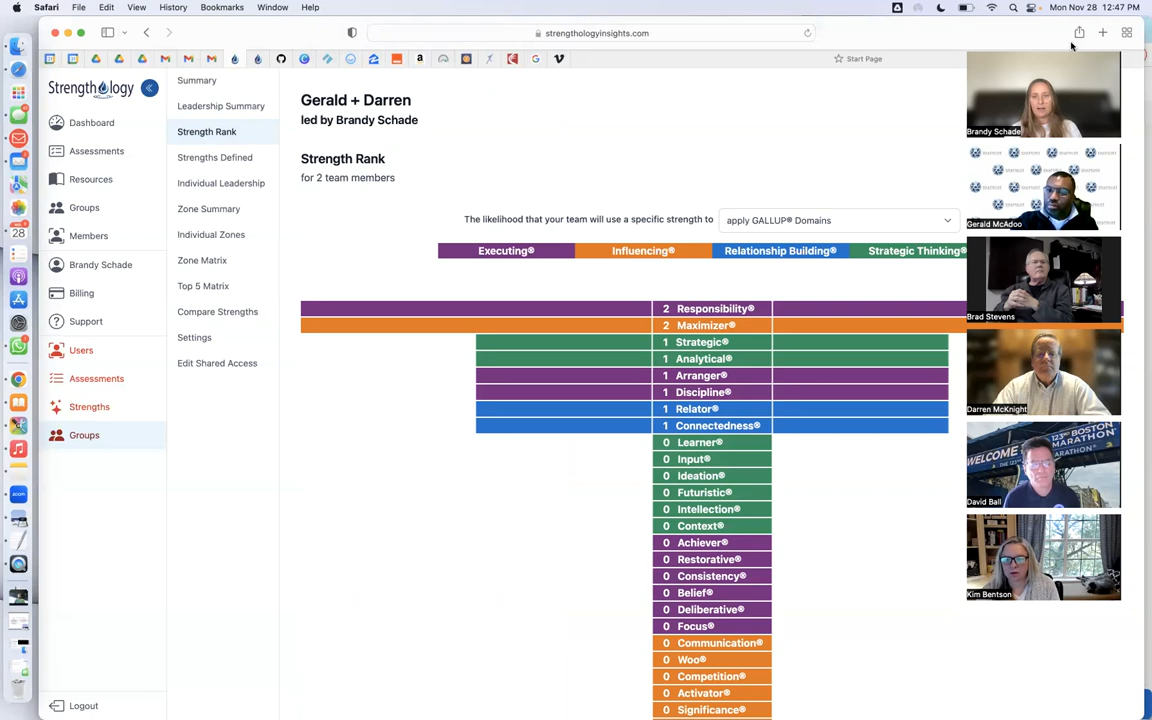 Safari File Edit View History Bookmarks Window Help
Mon Nov 28 12:47 PM
strengthologyinsights.com
Start Page
Strengthology
Dashboard
Assessments
Resources
Groups
Members
Brandy Schade
Billing
Support
Users
Assessments
Strengths
Groups
Logout
Summary
Leadership Summary
Strength Rank
Strengths Defined
Individual Leadership
Zone Summary
Individual Zones
Zone Matrix
Top 5 Matrix
Compare Strengths
Settings
Edit Shared Access
Gerald + Darren
led by Brandy Schade
Strength Rank
for 2 team members
The likelihood that your team will use a specific strength to apply GALLUP® Domains
Executing® Influencing® Relationship Building® Strategic Thinking®
2 Responsibility®
2 Maximizer®
1 Strategic®
1 Analytical®
1 Arranger®
1 Discipline®
1 Relator®
1 Connectedness®
0 Learner®
0 Input®
0 Ideation®
0 Futuristic®
0 Intellection®
0 Context®
0 Achiever®
0 Restorative®
0 Consistency®
0 Belief®
0 Deliberative®
0 Focus®
0 Communication®
0 Woo®
0 Competition®
0 Activator®
0 Significance®
Brandy Schade
Gerald McAdoo
Brad Stevens
Darren McKnight
WELCOME
123RD BOSTON
MARATHON
David Ball
Kim Bentson